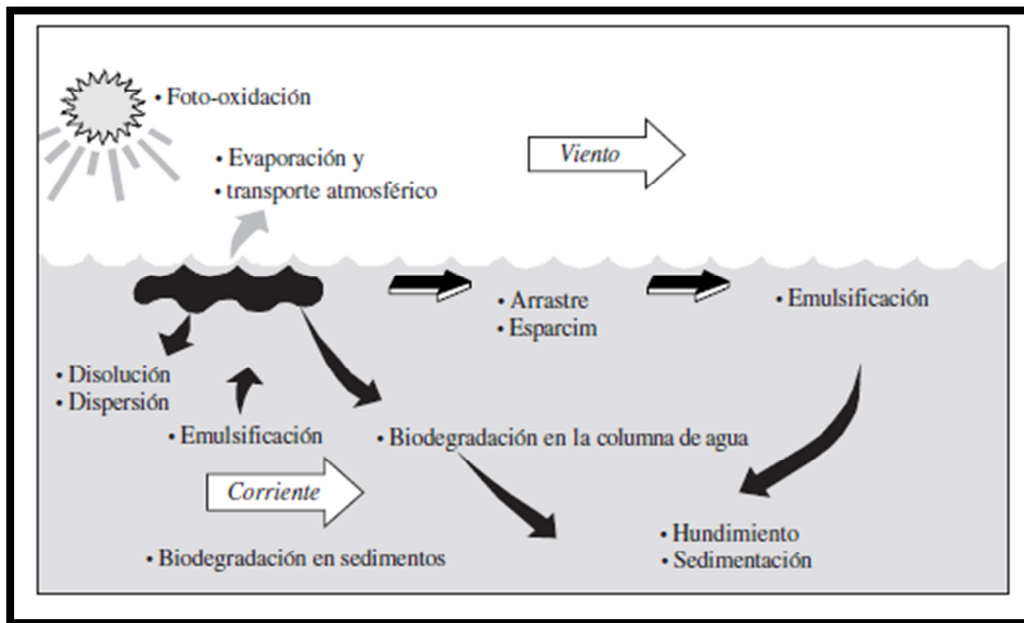 • Foto-oxidación
• Evaporación y
• transporte atmosférico
Viento
• Arrastre
• Esparcim
• Emulsificación
• Disolución
• Dispersión
• Emulsificación
• Biodegradación en la columna de agua
Corriente
• Hundimiento
• Sedimentación
• Biodegradación en sedimentos